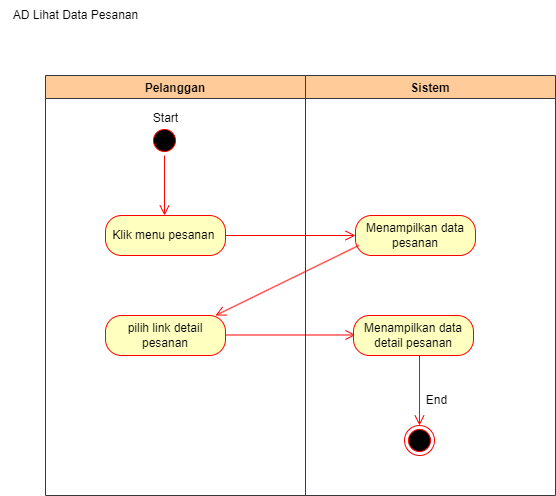 AD Lihat Data Pesanan
Pelanggan
Sistem
Start
Klik menu pesanan
Menampilkan data
pesanan
pilih link detail
pesanan
Menampilkan data
detail pesanan
End